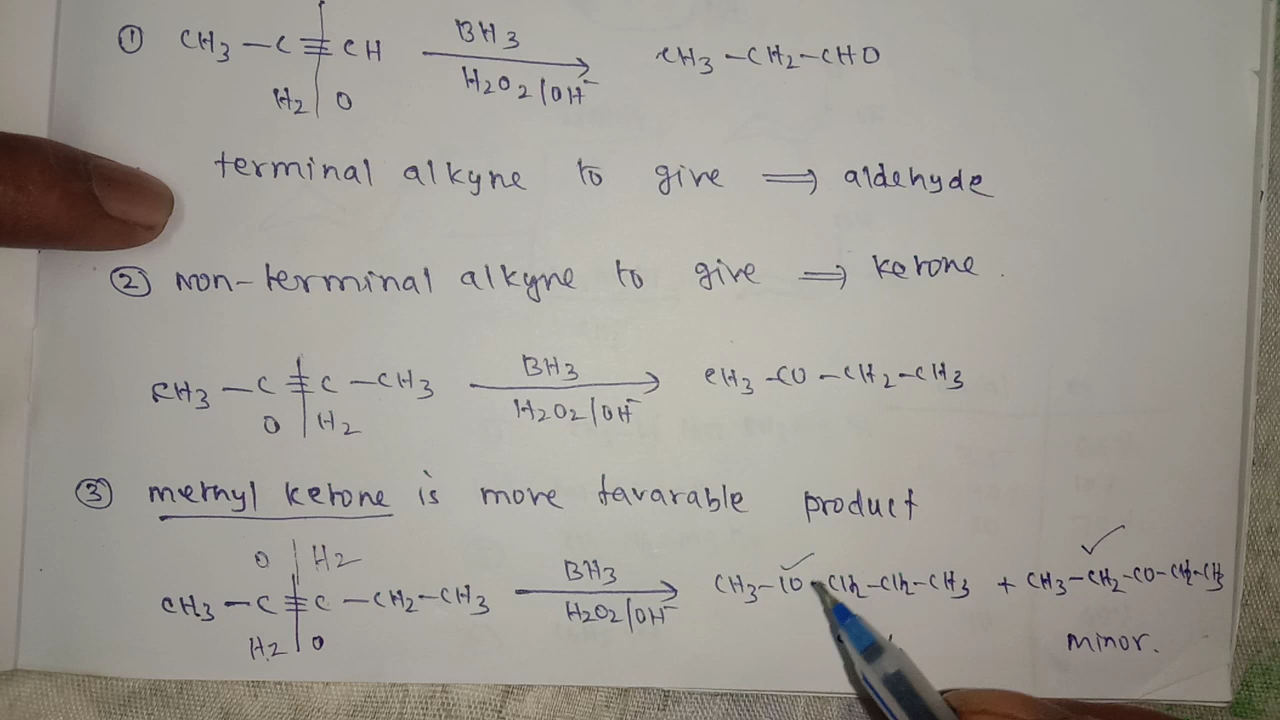 ① CH3 – C ≡ CH BH3 CH3 – CH2 – CHO
H2 | O H2O2/OH⁻
terminal alkyne to give ⇒ aldehyde
② non-terminal alkyne to give ⇒ ketone.
CH3 – C ≡ C – CH3 BH3 CH3 – CO – CH2 – CH3
O | H2 H2O2/OH⁻
③ methyl ketone is more favarable product
O | H2
CH3 – C ≡ C – CH2 – CH3 BH3 CH3 – CO – CH2 – CH2 – CH3 + CH3 – CH2 – CO – CH2 – CH3
H2 | O H2O2/OH⁻ minor.